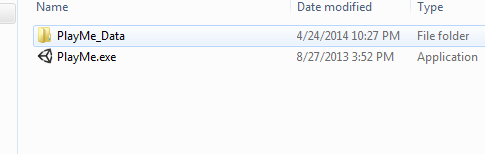 Name Date modified Type
PlayMe_Data 4/24/2014 10:27 PM File folder
PlayMe.exe 8/27/2013 3:52 PM Application